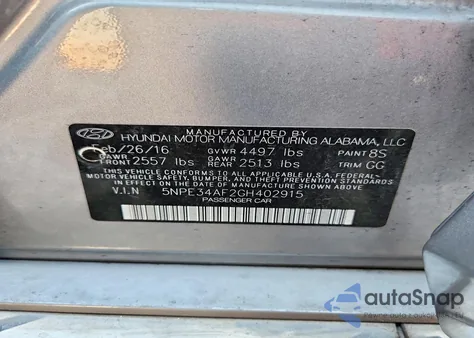 MANUFACTURED BY
HYUNDAI MOTOR MANUFACTURING ALABAMA, LLC
Feb/26/16 GVWR 4497 lbs PAINT 8S
GAWR FRONT 2557 lbs GAWR REAR 2513 lbs TRIM GG
THIS VEHICLE CONFORMS TO ALL APPLICABLE U.S.A. FEDERAL
MOTOR VEHICLE SAFETY, BUMPER, AND THEFT PREVENTION
STANDARDS IN EFFECT ON THE DATE OF MANUFACTURE SHOWN ABOVE.
V.I.N 5NPE34AF2GH402915
PASSENGER CAR
autoSnap